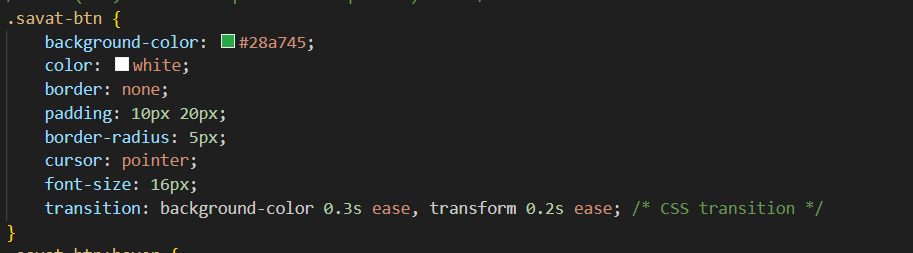 .savat-btn {
background-color: #28a745;
color: white;
border: none;
padding: 10px 20px;
border-radius: 5px;
cursor: pointer;
font-size: 16px;
transition: background-color 0.3s ease, transform 0.2s ease; /* CSS transition */
}